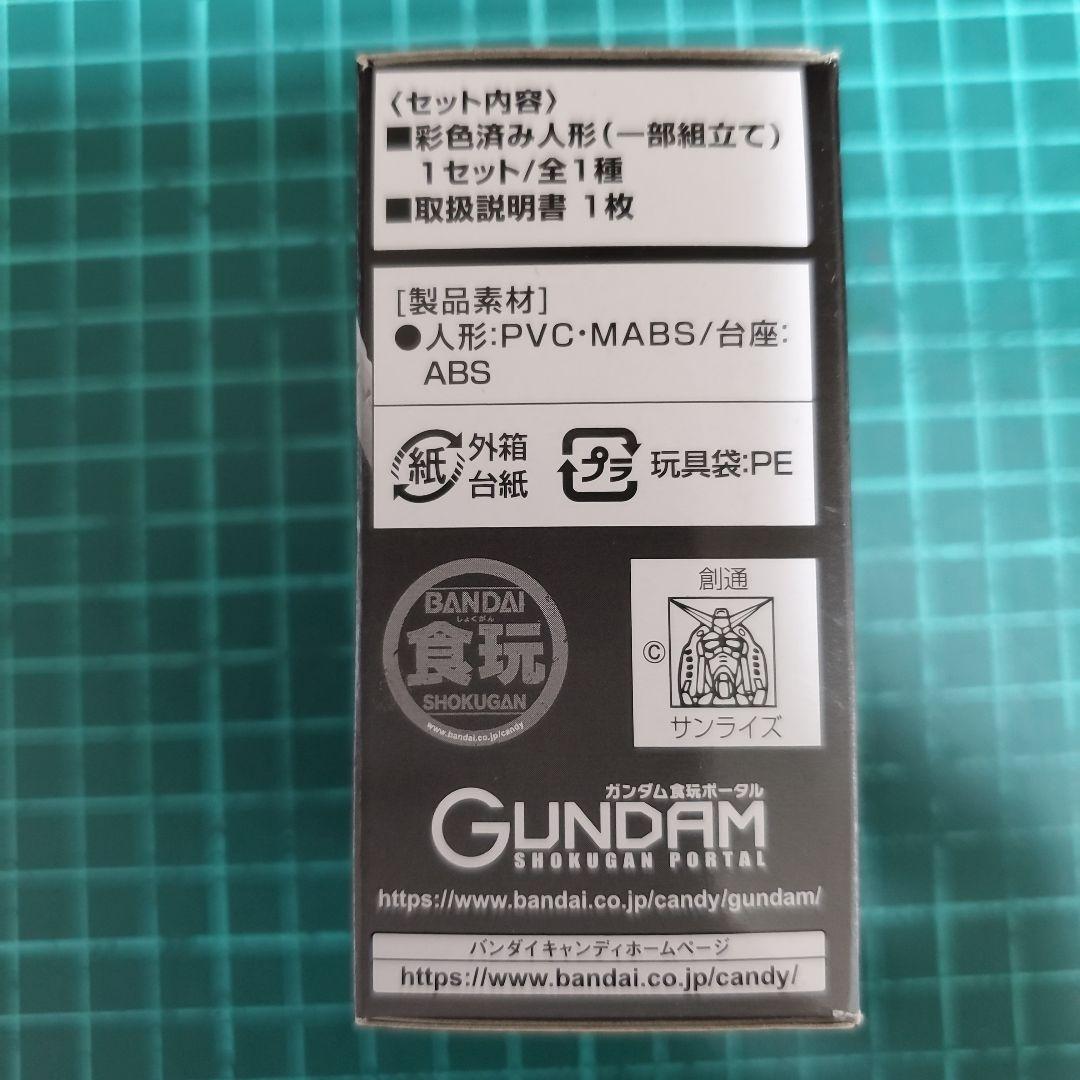 〈セット内容〉
■彩色済み人形(一部組立て)
1セット/全1種
■取扱説明書 1枚
[製品素材]
●人形:PVC・MABS/台座:
ABS
紙 外箱
台紙
プラ 玩具袋:PE
BANDAI
しょくがん
食玩
SHOKUGAN
www.bandai.co.jp/candy
創通
©
サンライズ
ガンダム食玩ポータル
GUNDAM
SHOKUGAN PORTAL
https://www.bandai.co.jp/candy/gundam/
バンダイキャンディホームページ
https://www.bandai.co.jp/candy/